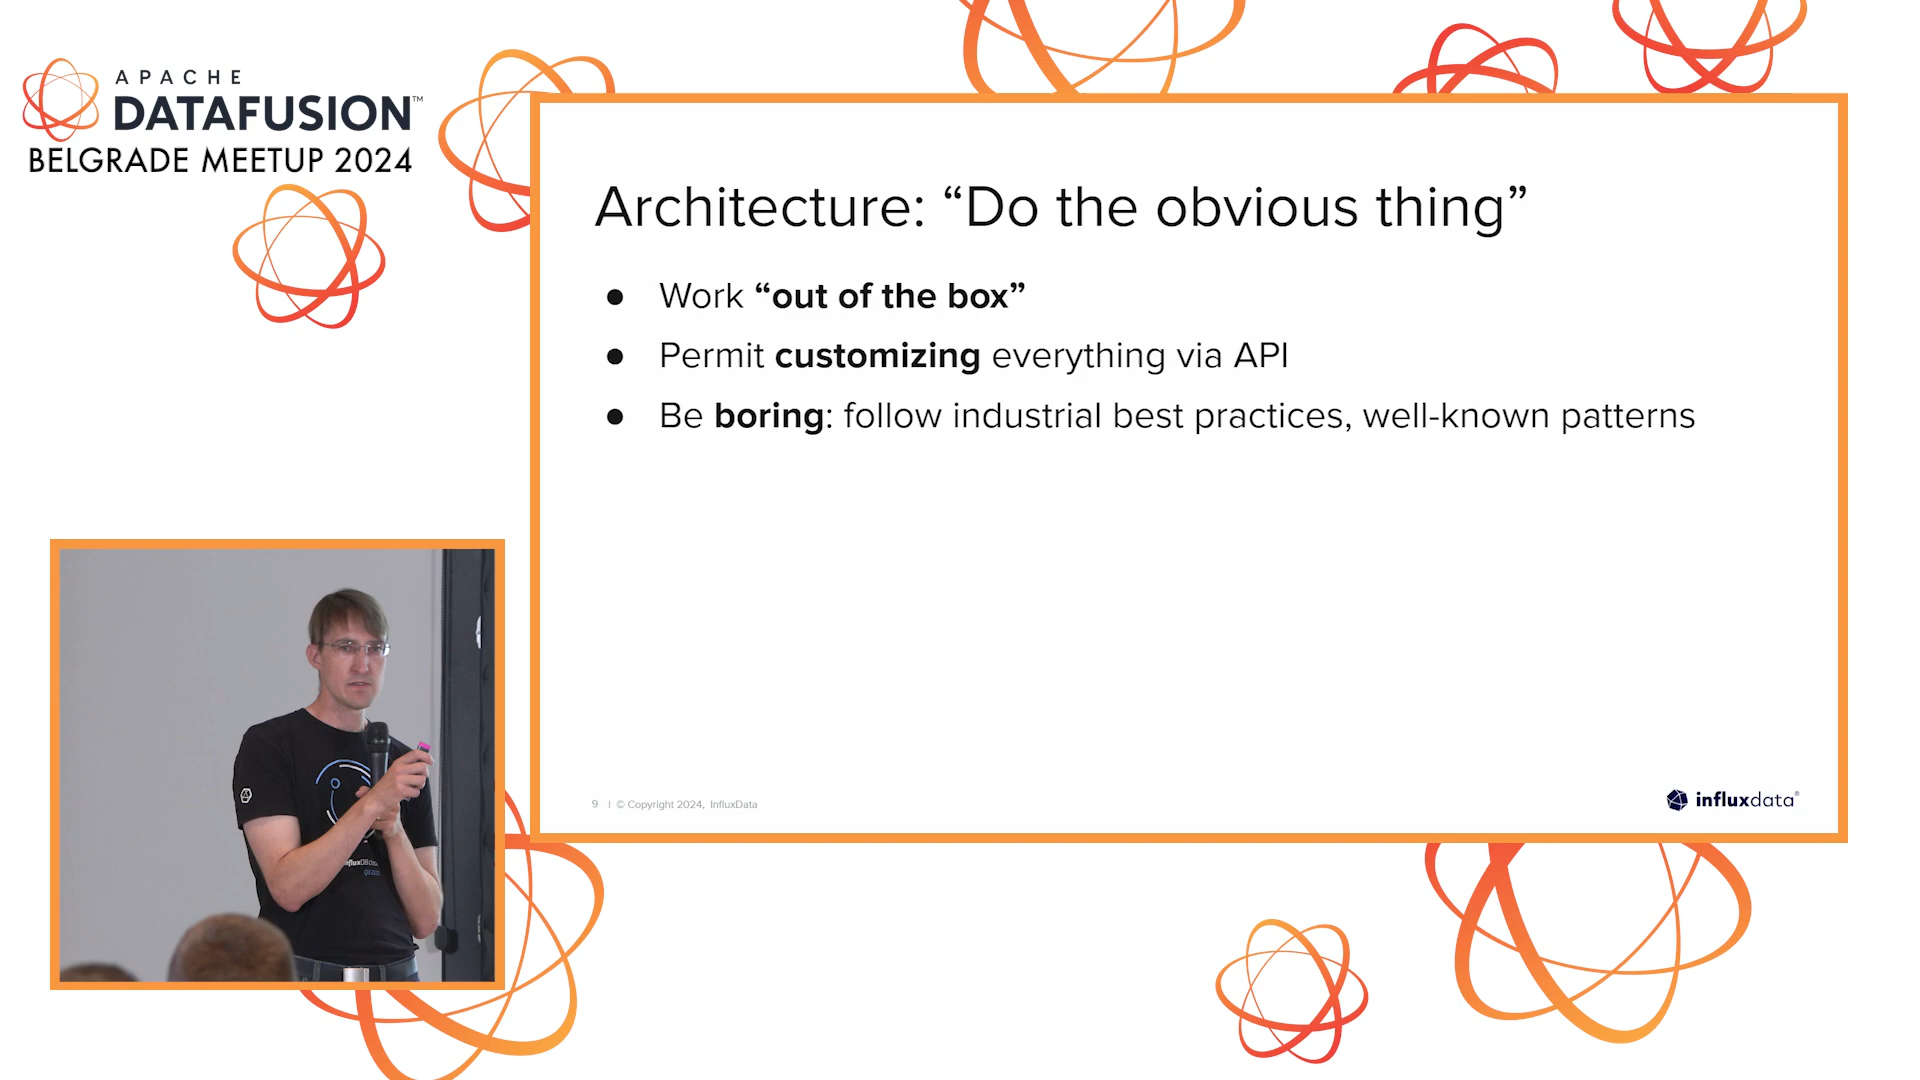 APACHE
DATAFUSION™
BELGRADE MEETUP 2024
Architecture: “Do the obvious thing”
● Work “out of the box”
● Permit customizing everything via API
● Be boring: follow industrial best practices, well-known patterns
9 | © Copyright 2024, InfluxData
influxdata®